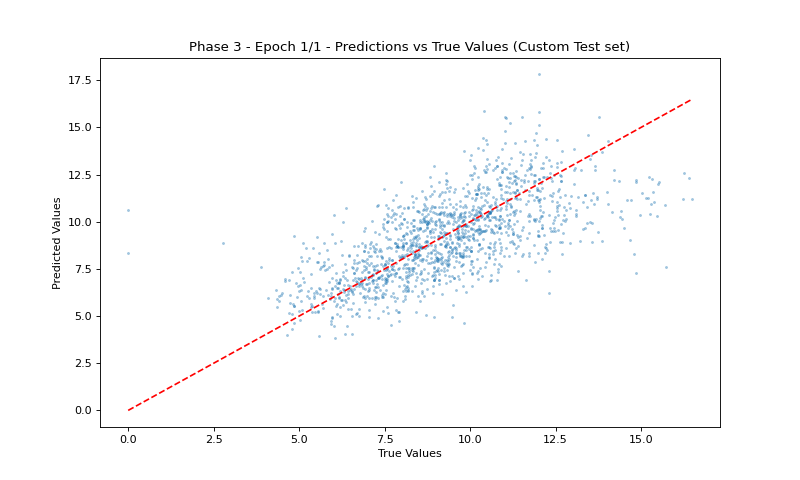 Phase 3 - Epoch 1/1 - Predictions vs True Values (Custom Test set)
Predicted Values
17.5
15.0
12.5
10.0
7.5
5.0
2.5
0.0
0.0 2.5 5.0 7.5 10.0 12.5 15.0
True Values